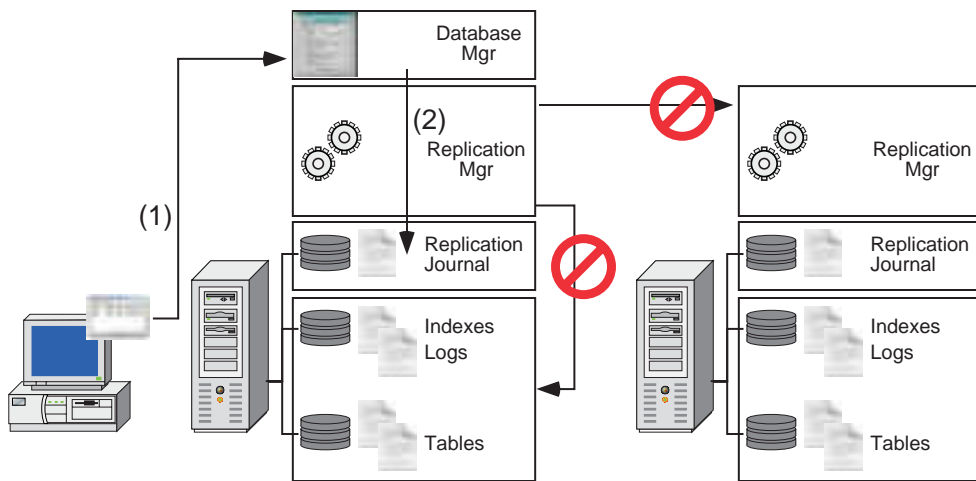 Database
Mgr
(2)
Replication
Mgr
(1)
Replication
Journal
Indexes
Logs
Tables
Replication
Mgr
Replication
Journal
Indexes
Logs
Tables